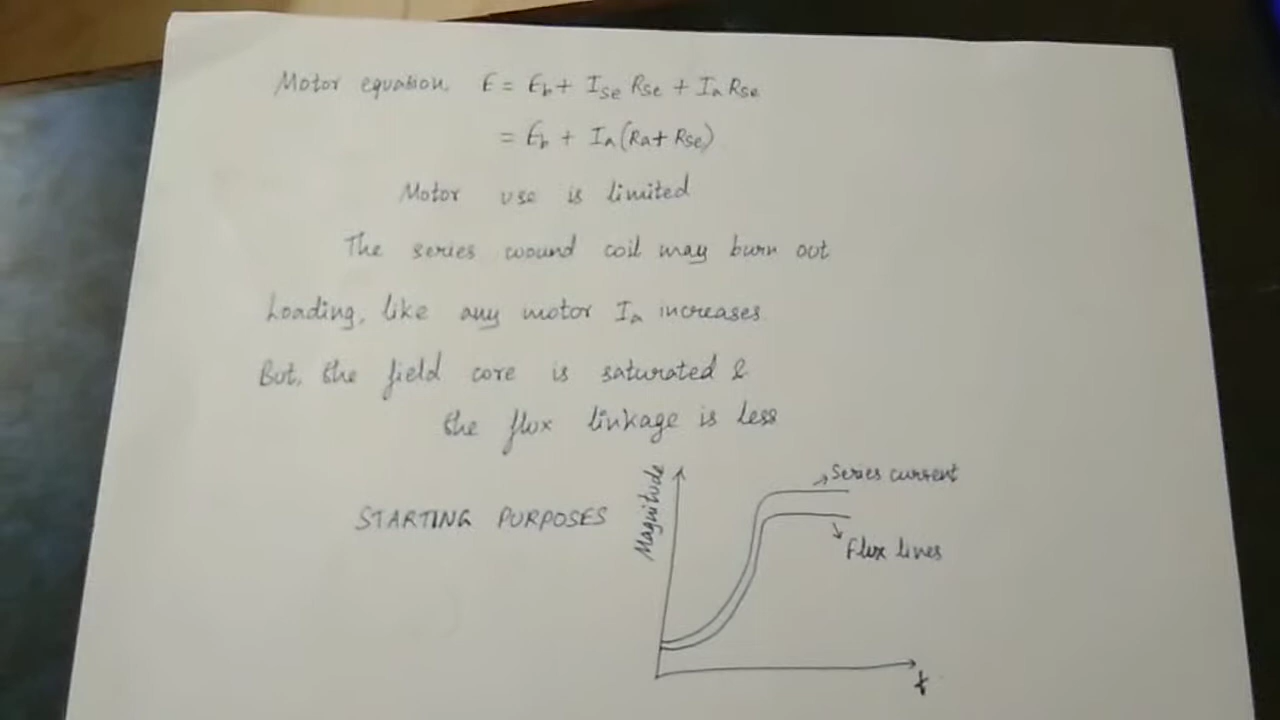 Motor equation, E = Eb + Ise Rse + Ia Rse
= Eb + Ia (Ra + Rse)
Motor use is limited
The series wound coil may burn out
Loading, like any motor Ia increases
But, the field core is saturated &
the flux linkage is less
STARTING PURPOSES
Magnitude
Series current
Flux lines
t